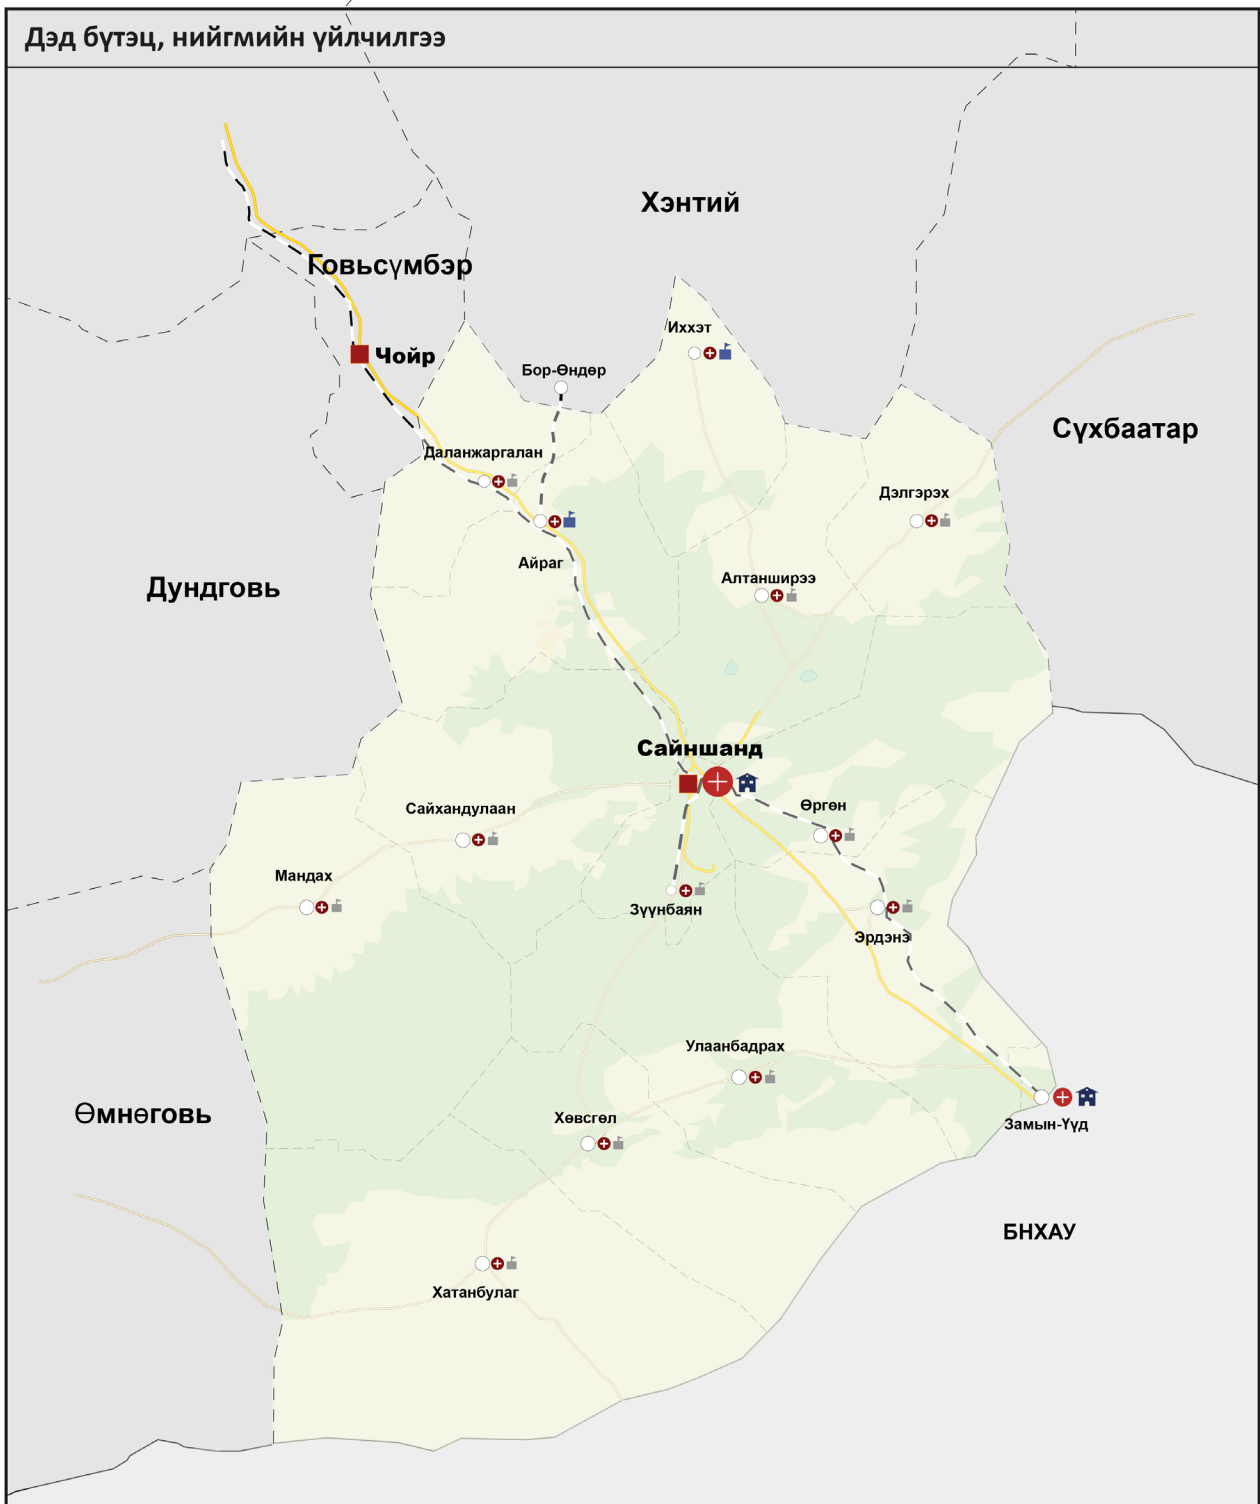 Дэд бүтэц, нийгмийн үйлчилгээ
Хэнтий
Говьсүмбэр
Иххэт
Чойр
Бор-Өндөр
Сүхбаатар
Даланжаргалан
Дэлгэрэх
Айраг
Алтанширээ
Дундговь
Сайншанд
Өргөн
Сайхандулаан
Мандах
Зүүнбаян
Эрдэнэ
Улаанбадрах
Өмнөговь
Хөвсгөл
Замын-Үүд
БНХАУ
Хатанбулаг